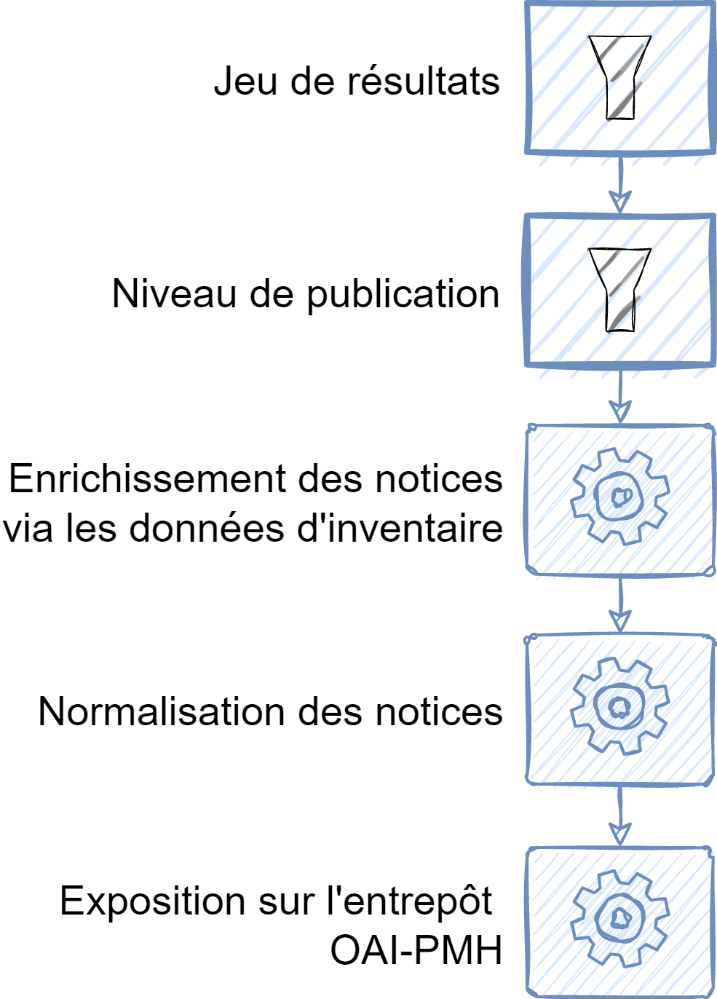 Jeu de résultats
Niveau de publication
Enrichissement des notices
via les données d'inventaire
Normalisation des notices
Exposition sur l'entrepôt
OAI-PMH